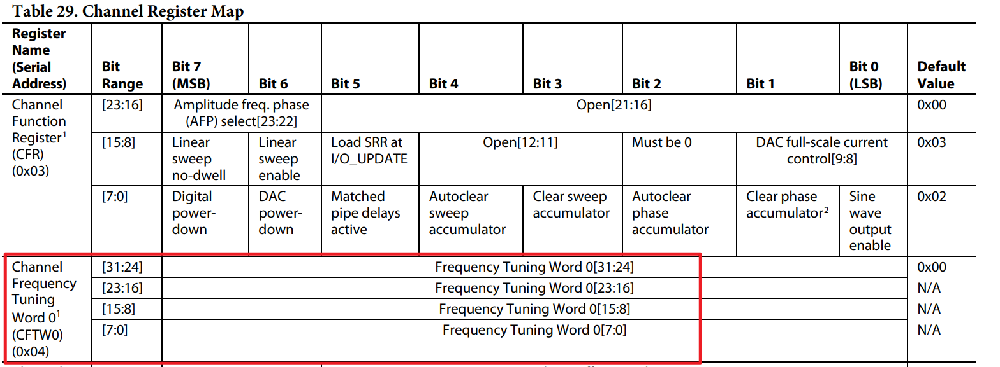 Table 29. Channel Register Map
Register Name (Serial Address) Bit Range Bit 7 (MSB) Bit 6 Bit 5 Bit 4 Bit 3 Bit 2 Bit 1 Bit 0 (LSB) Default Value
Channel Function Register1 (CFR) (0x03) [23:16] Amplitude freq. phase (AFP) select[23:22] Open[21:16] 0x00
[15:8] Linear sweep no-dwell Linear sweep enable Load SRR at I/O_UPDATE Open[12:11] Must be 0 DAC full-scale current control[9:8] 0x03
[7:0] Digital power-down DAC power-down Matched pipe delays active Autoclear sweep accumulator Clear sweep accumulator Autoclear phase accumulator Clear phase accumulator2 Sine wave output enable 0x02
Channel Frequency Tuning Word 01 (CFTW0) (0x04) [31:24] Frequency Tuning Word 0[31:24] 0x00
[23:16] Frequency Tuning Word 0[23:16] N/A
[15:8] Frequency Tuning Word 0[15:8] N/A
[7:0] Frequency Tuning Word 0[7:0] N/A